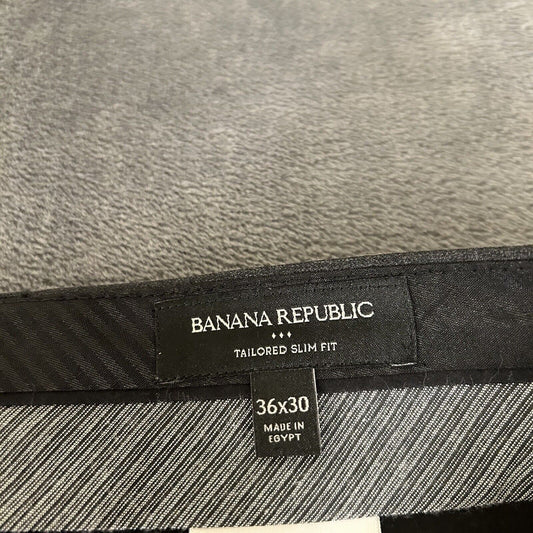 BANANA REPUBLIC
TAILORED SLIM FIT
36x30
MADE IN
EGYPT